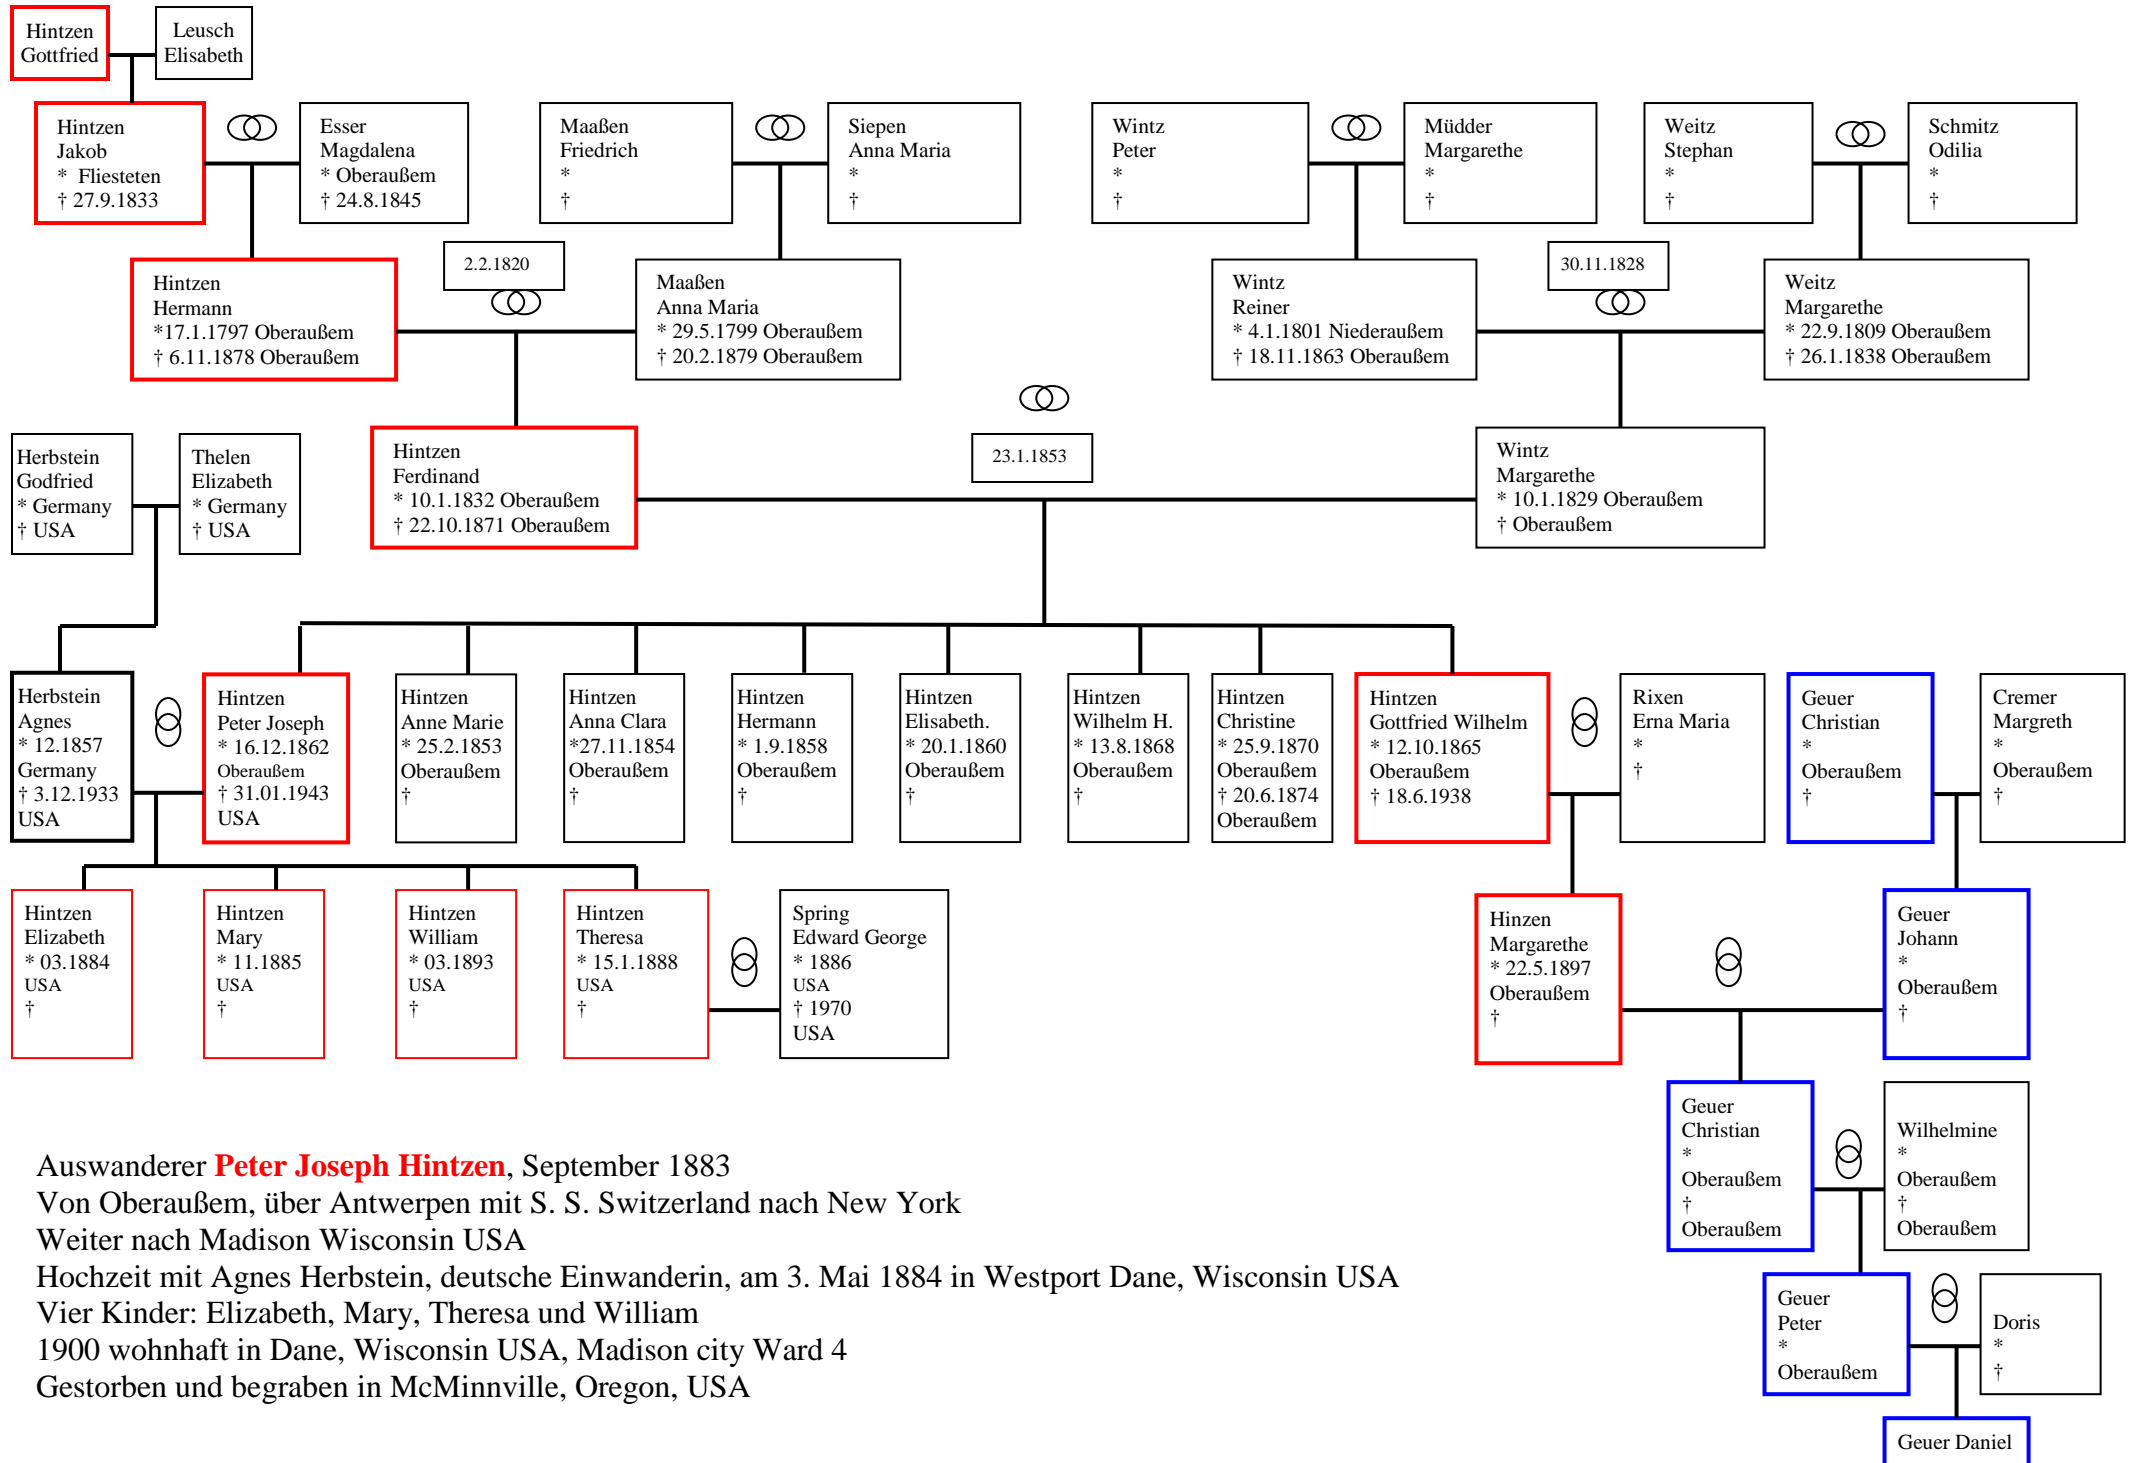 Hintzen
Gottfried
Leusch
Elisabeth
Hintzen
Jakob
* Fliesteten
† 27.9.1833
Esser
Magdalena
* Oberaußem
† 24.8.1845
Maaßen
Friedrich
*
†
Siepen
Anna Maria
*
†
Wintz
Peter
*
†
Müdder
Margarethe
*
†
Weitz
Stephan
*
†
Schmitz
Odilia
*
†
Hintzen
Hermann
*17.1.1797 Oberaußem
† 6.11.1878 Oberaußem
2.2.1820
Maaßen
Anna Maria
* 29.5.1799 Oberaußem
† 20.2.1879 Oberaußem
Wintz
Reiner
* 4.1.1801 Niederaußem
† 18.11.1863 Oberaußem
30.11.1828
Weitz
Margarethe
* 22.9.1809 Oberaußem
† 26.1.1838 Oberaußem
Herbstein
Godfried
* Germany
† USA
Thelen
Elizabeth
* Germany
† USA
Hintzen
Ferdinand
* 10.1.1832 Oberaußem
† 22.10.1871 Oberaußem
23.1.1853
Wintz
Margarethe
* 10.1.1829 Oberaußem
† Oberaußem
Herbstein
Agnes
* 12.1857
Germany
† 3.12.1933
USA
Hintzen
Peter Joseph
* 16.12.1862
Oberaußem
† 31.01.1943
USA
Hintzen
Anne Marie
* 25.2.1853
Oberaußem
†
Hintzen
Anna Clara
*27.11.1854
Oberaußem
†
Hintzen
Hermann
* 1.9.1858
Oberaußem
†
Hintzen
Elisabeth.
* 20.1.1860
Oberaußem
†
Hintzen
Wilhelm H.
* 13.8.1868
Oberaußem
†
Hintzen
Christine
* 25.9.1870
Oberaußem
† 20.6.1874
Oberaußem
Hintzen
Gottfried Wilhelm
* 12.10.1865
Oberaußem
† 18.6.1938
Rixen
Erna Maria
*
†
Geuer
Christian
*
Oberaußem
†
Cremer
Margreth
*
Oberaußem
†
Hintzen
Elizabeth
* 03.1884
USA
†
Hintzen
Mary
* 11.1885
USA
†
Hintzen
William
* 03.1893
USA
†
Hintzen
Theresa
* 15.1.1888
USA
†
Spring
Edward George
* 1886
USA
† 1970
USA
Hinzen
Margarethe
* 22.5.1897
Oberaußem
†
Geuer
Johann
*
Oberaußem
†
Geuer
Christian
*
Oberaußem
†
Oberaußem
Wilhelmine
*
Oberaußem
†
Oberaußem
Geuer
Peter
*
Oberaußem
Doris
*
†
Geuer Daniel
Auswanderer Peter Joseph Hintzen, September 1883
Von Oberaußem, über Antwerpen mit S. S. Switzerland nach New York
Weiter nach Madison Wisconsin USA
Hochzeit mit Agnes Herbstein, deutsche Einwanderin, am 3. Mai 1884 in Westport Dane, Wisconsin USA
Vier Kinder: Elizabeth, Mary, Theresa und William
1900 wohnhaft in Dane, Wisconsin USA, Madison city Ward 4
Gestorben und begraben in McMinnville, Oregon, USA